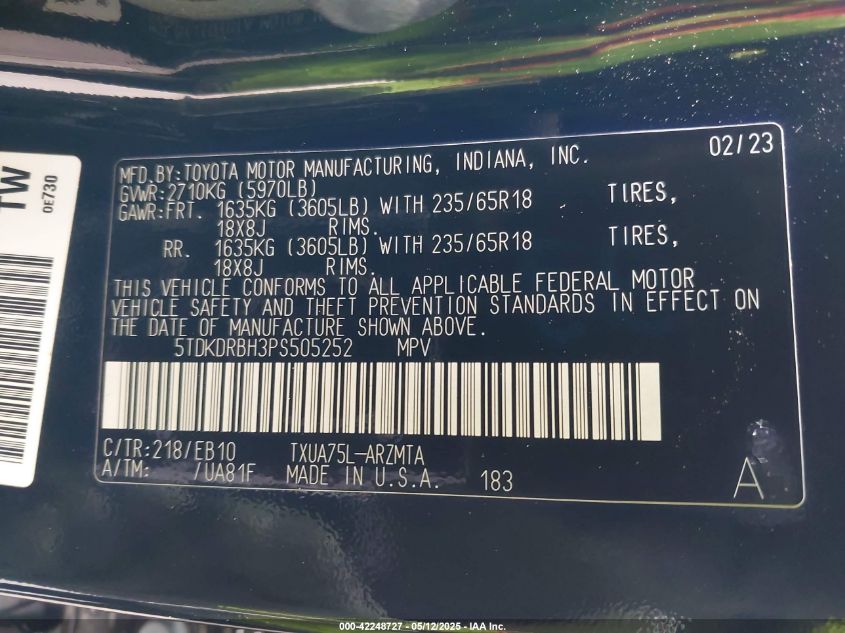 TW
OE730
02/23
MFD.BY:TOYOTA MOTOR MANUFACTURING, INDIANA, INC.
GVWR:2710KG (5970LB)
GAWR:FRT. 1635KG (3605LB) WITH 235/65R18 TIRES,
18X8J RIMS.
RR. 1635KG (3605LB) WITH 235/65R18 TIRES,
18X8J RIMS.
THIS VEHICLE CONFORMS TO ALL APPLICABLE FEDERAL MOTOR
VEHICLE SAFETY AND THEFT PREVENTION STANDARDS IN EFFECT ON
THE DATE OF MANUFACTURE SHOWN ABOVE.
5TDKDRBH3PS505252 MPV
C/TR:218/EB10 TXUA75L-ARZMTA
A/TM: /UA81F MADE IN U.S.A. 183
A
000-42248727 - 05/12/2025 - IAA Inc.